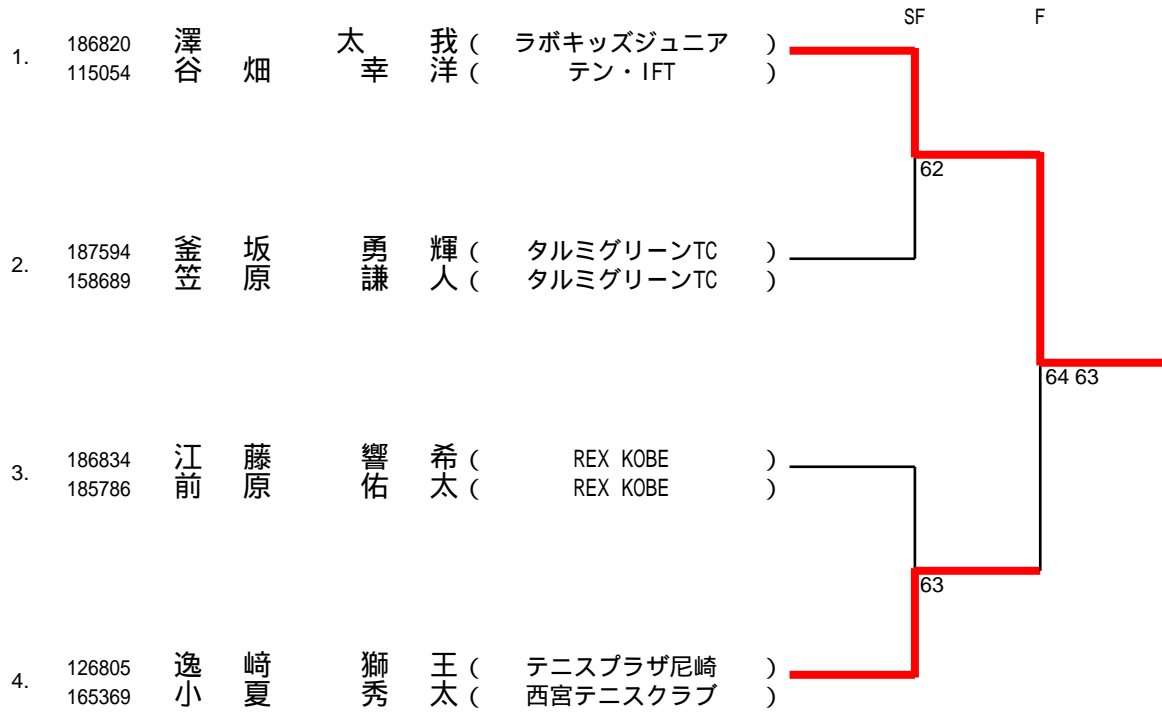 SF F
1. 186820 澤 太 我 ( ラボキッズジュニア )
115054 谷 畑 幸 洋 ( テン・IFT )
62
2. 187594 釜 坂 勇 輝 ( タルミグリーンTC )
158689 笠 原 謙 人 ( タルミグリーンTC )
64 63
3. 186834 江 藤 響 希 ( REX KOBE )
185786 前 原 佑 太 ( REX KOBE )
63
4. 126805 逸 﨑 獅 王 ( テニスプラザ尼崎 )
165369 小 夏 秀 太 ( 西宮テニスクラブ )